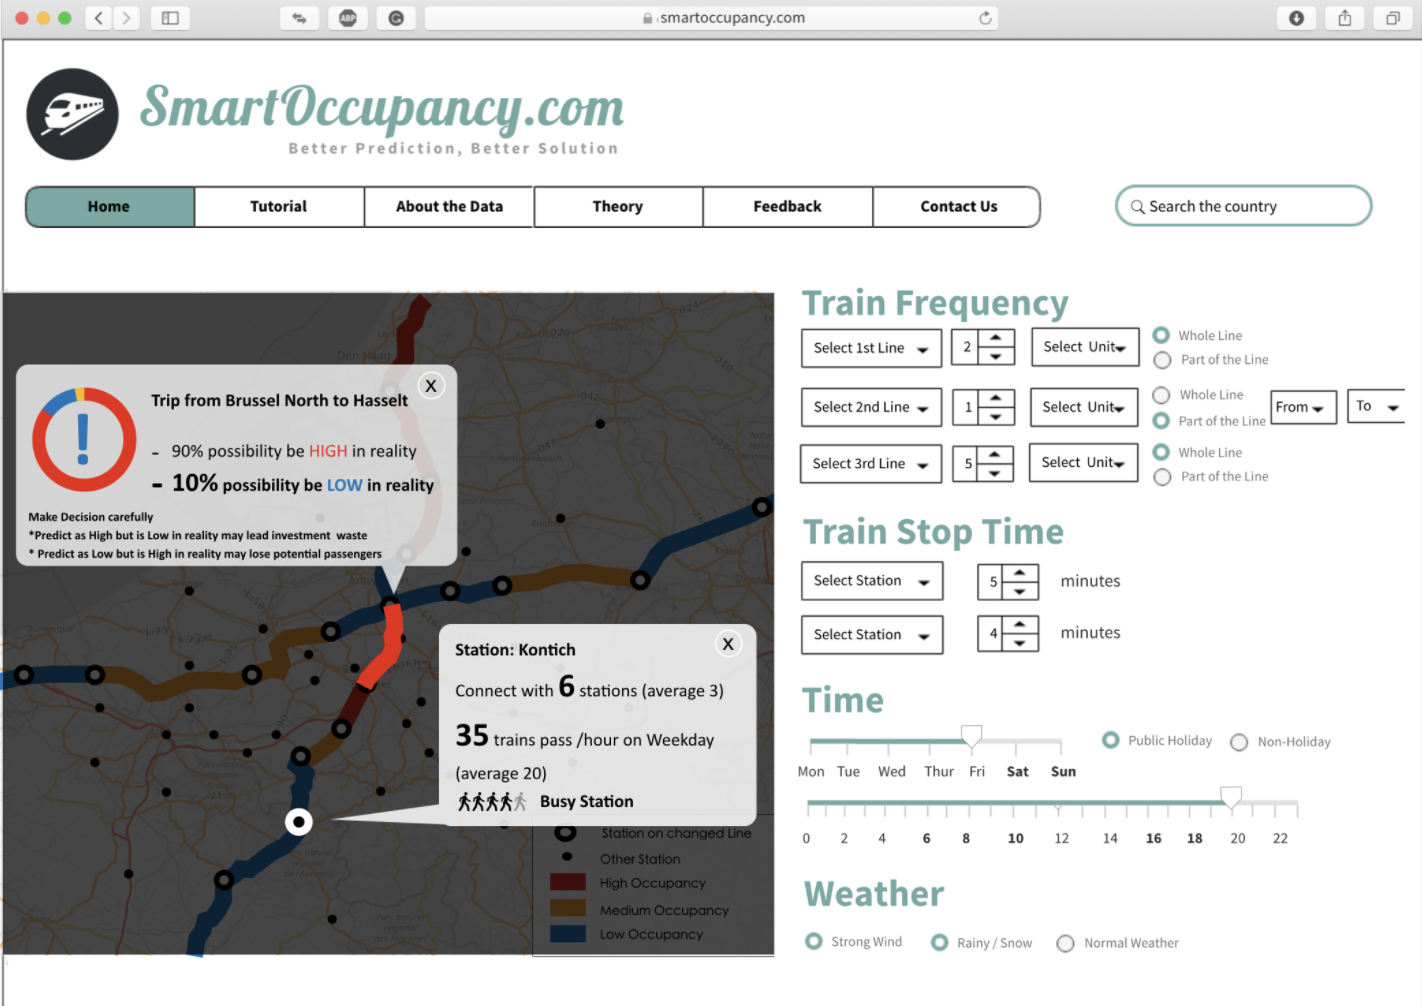 smartoccupancy.com
ABP
SmartOccupancy.com
Better Prediction, Better Solution
Home
Tutorial
About the Data
Theory
Feedback
Contact Us
Search the country
Den Haag
X
Trip from Brussel North to Hasselt
- 90% possibility be HIGH in reality
- 10% possibility be LOW in reality
Make Decision carefully
*Predict as High but is Low in reality may lead investment waste
* Predict as Low but is High in reality may lose potential passengers
X
Station: Kontich
Connect with 6 stations (average 3)
35 trains pass /hour on Weekday
(average 20)
Busy Station
Station on changed Line
Other Station
High Occupancy
Medium Occupancy
Low Occupancy
Train Frequency
Select 1st Line
2
Select Unit
Whole Line
Part of the Line
Select 2nd Line
1
Select Unit
Whole Line
Part of the Line
From
To
Select 3rd Line
5
Select Unit
Whole Line
Part of the Line
Train Stop Time
Select Station
5
minutes
Select Station
4
minutes
Time
Mon Tue Wed Thur Fri Sat Sun
Public Holiday
Non-Holiday
0 2 4 6 8 10 12 14 16 18 20 22
Weather
Strong Wind
Rainy / Snow
Normal Weather